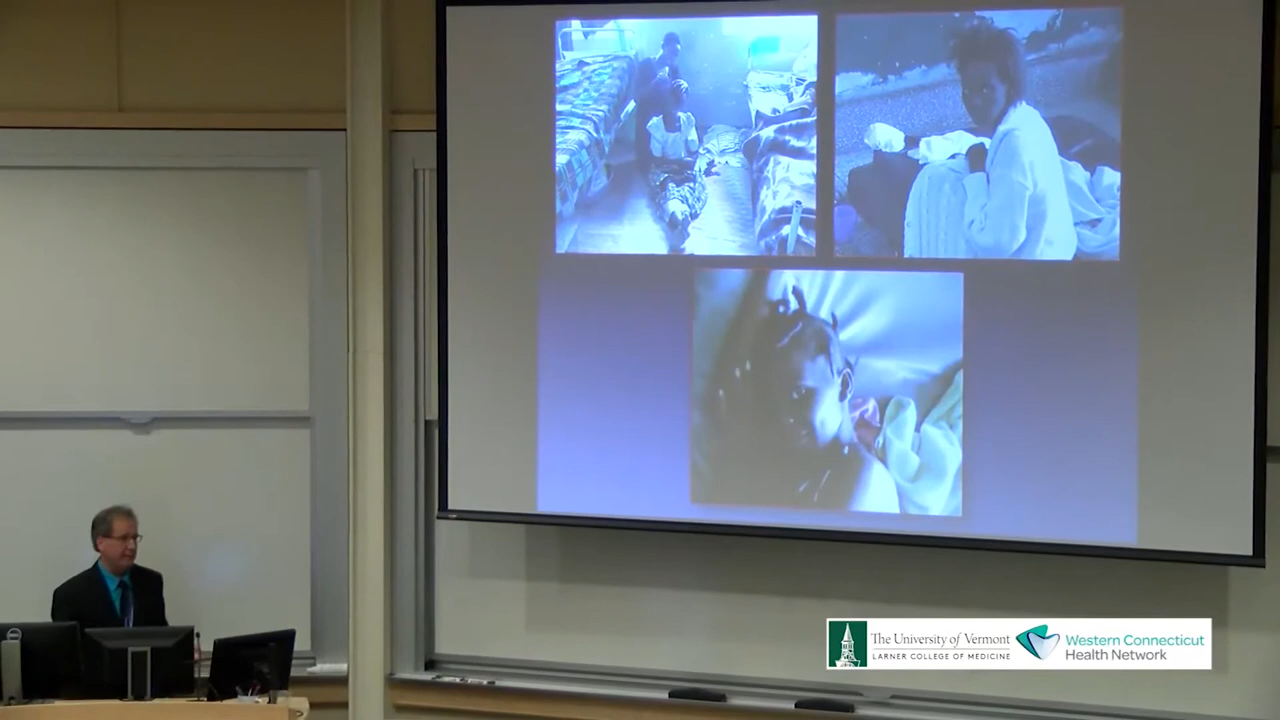 The University of Vermont
LARNER COLLEGE OF MEDICINE
Western Connecticut
Health Network